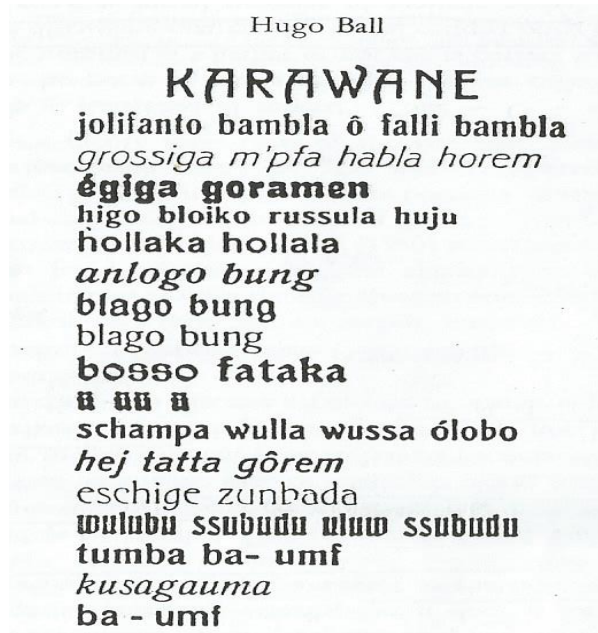 Hugo Ball
KARAWANE
jolifanto bambla ô falli bambla
grossiga m'pfa habla horem
égiga goramen
higo bloiko russula huju
hollaka hollala
anlogo bung
blago bung
blago bung
bosso fataka
ü üü ü
schampa wulla wussa ólobo
hej tatta gôrem
eschige zunbada
wulubu ssubudu uluw ssubudu
tumba ba- umf
kusagauma
ba - umf